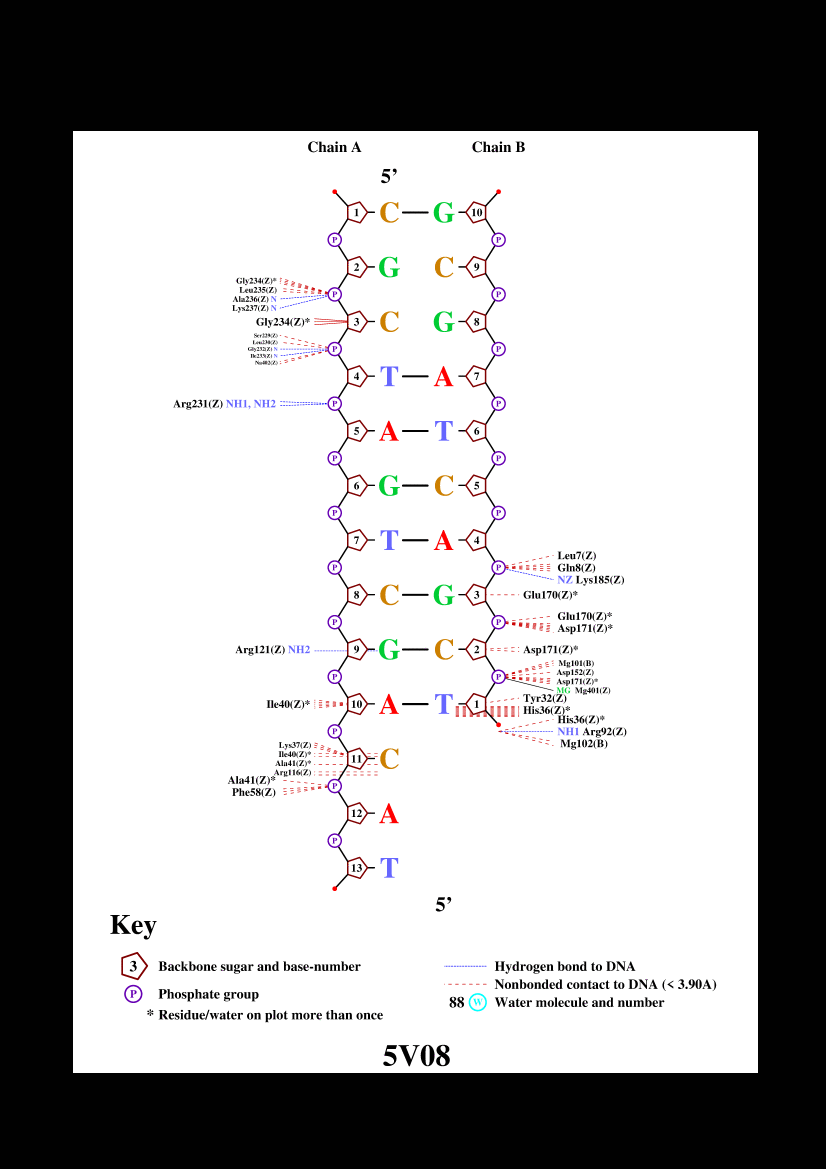 Chain A Chain B
5’
1 C G 10
P P
2 G C 9
Gly234(Z)*
Leu235(Z)
Ala236(Z) N
P P
Lys237(Z) N
Gly234(Z)* 3 C G 8
Ser229(Z)
Leu230(Z)
Gly232(Z) N
P P
Ile233(Z) N
Na402(Z)
4 T A 7
Arg231(Z) NH1, NH2 P P
5 A T 6
P P
6 G C 5
P P
7 T A 4
Leu7(Z)
P P Gln8(Z)
NZ Lys185(Z)
8 C G 3 Glu170(Z)*
Glu170(Z)*
P P
Asp171(Z)*
Arg121(Z) NH2 9 G C 2 Asp171(Z)*
Mg101(B)
Asp152(Z)
P P
Asp171(Z)*
MG Mg401(Z)
Tyr32(Z)
Ile40(Z)* 10 A T 1
His36(Z)*
His36(Z)*
P NH1 Arg92(Z)
Mg102(B)
Lys37(Z)
Ile40(Z)*
11 C
Ala41(Z)*
Arg116(Z)
Ala41(Z)*
P
Phe58(Z)
12 A
P
13 T
5’
Key
3 Backbone sugar and base-number
Hydrogen bond to DNA
Nonbonded contact to DNA (< 3.90A)
P Phosphate group
88 W Water molecule and number
* Residue/water on plot more than once
5V08